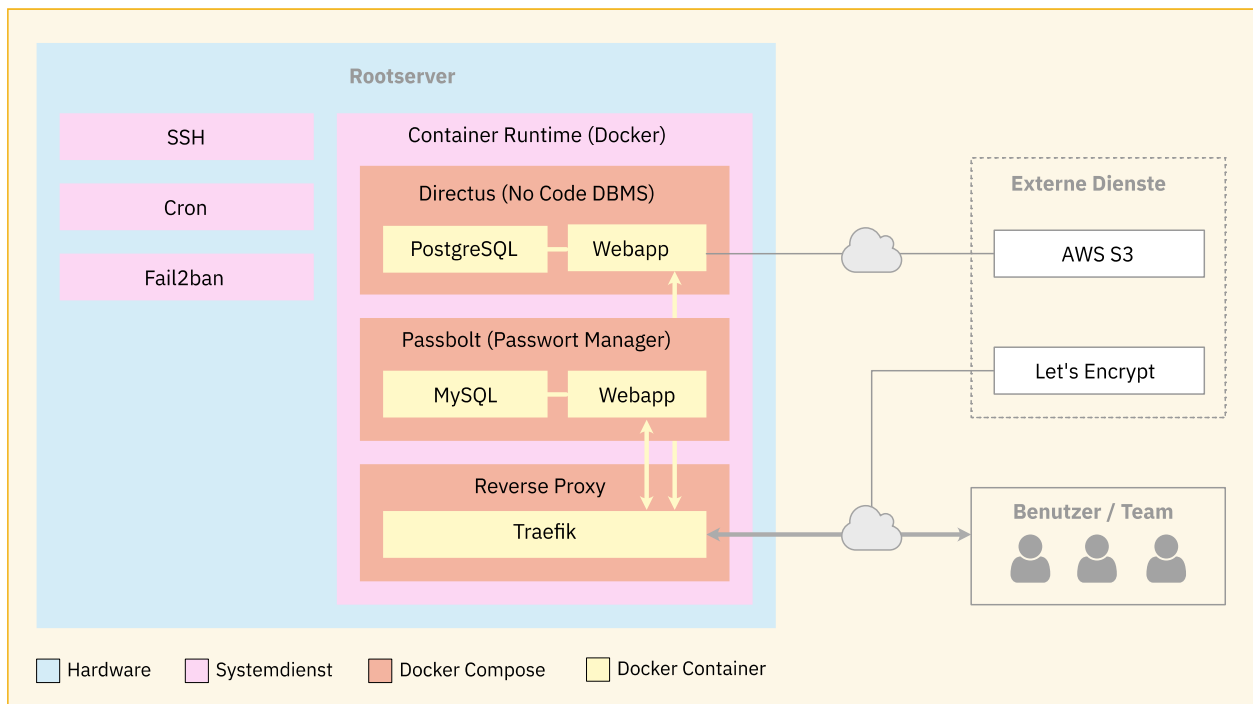 Rootserver
SSH
Cron
Fail2ban
Container Runtime (Docker)
Directus (No Code DBMS)
PostgreSQL
Webapp
Passbolt (Passwort Manager)
MySQL
Webapp
Reverse Proxy
Traefik
Externe Dienste
AWS S3
Let's Encrypt
Benutzer / Team
Hardware
Systemdienst
Docker Compose
Docker Container